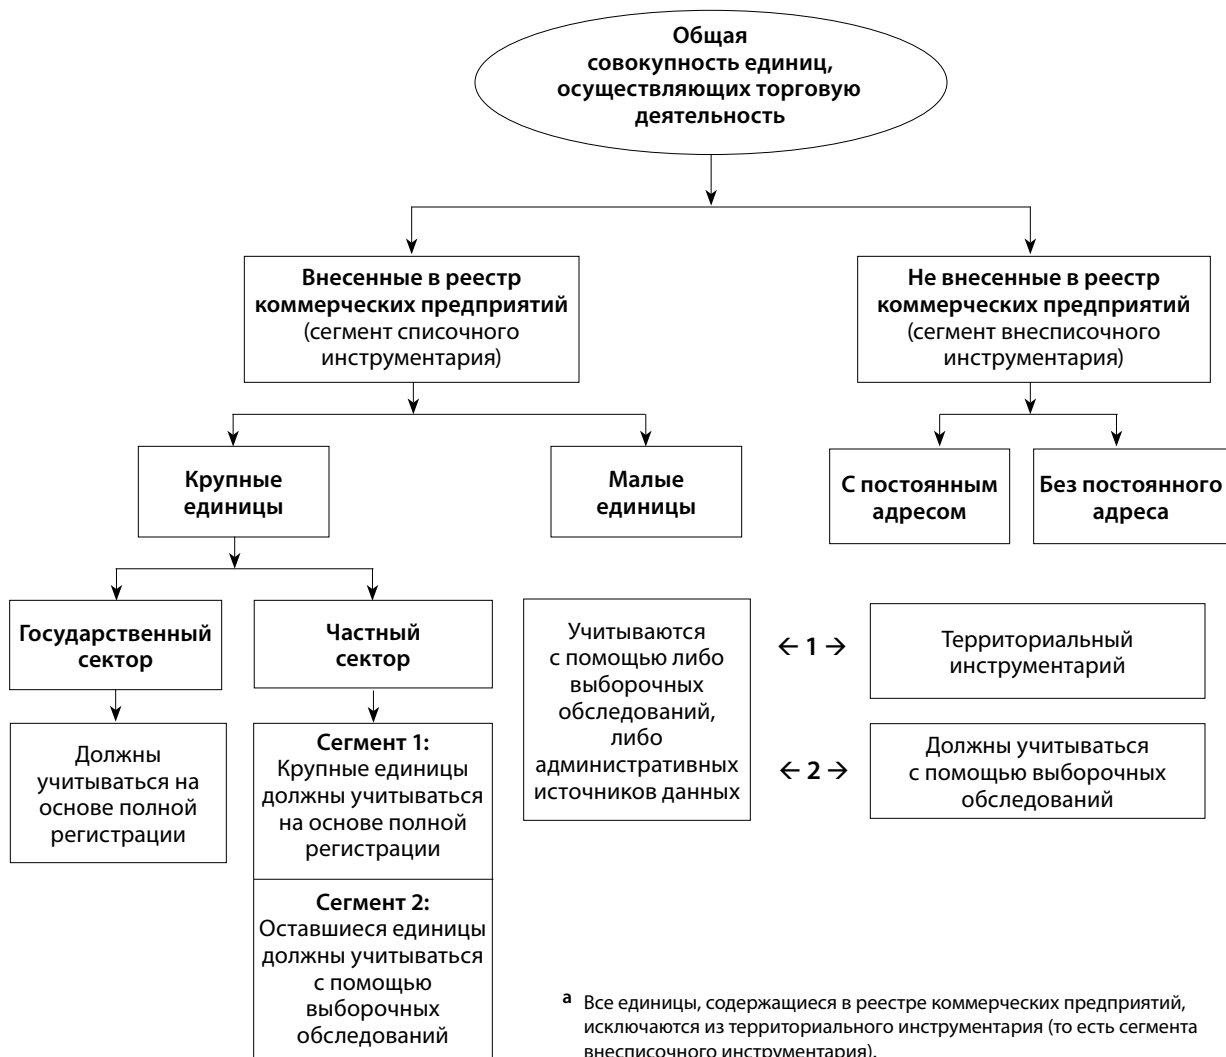 Общая
совокупность единиц,
осуществляющих торговую
деятельность
Внесенные в реестр
коммерческих предприятий
(сегмент списочного
инструментария)
Не внесенные в реестр
коммерческих предприятий
(сегмент внесписочного
инструментария)
Крупные
единицы
Малые
единицы
С постоянным
адресом
Без постоянного
адреса
Государственный
сектор
Частный
сектор
Учитываются
с помощью либо
выборочных
обследований,
либо
административных
источников данных
← 1 →
Территориальный
инструментарий
← 2 →
Должны учитываться
с помощью выборочных
обследований
Должны
учитываться на
основе полной
регистрации
Сегмент 1:
Крупные единицы
должны учитываться
на основе полной
регистрации
Сегмент 2:
Оставшиеся единицы
должны учитываться
с помощью
выборочных
обследований
a Все единицы, содержащиеся в реестре коммерческих предприятий,
исключаются из территориального инструментария (то есть сегмента
внесписочного инструментария).